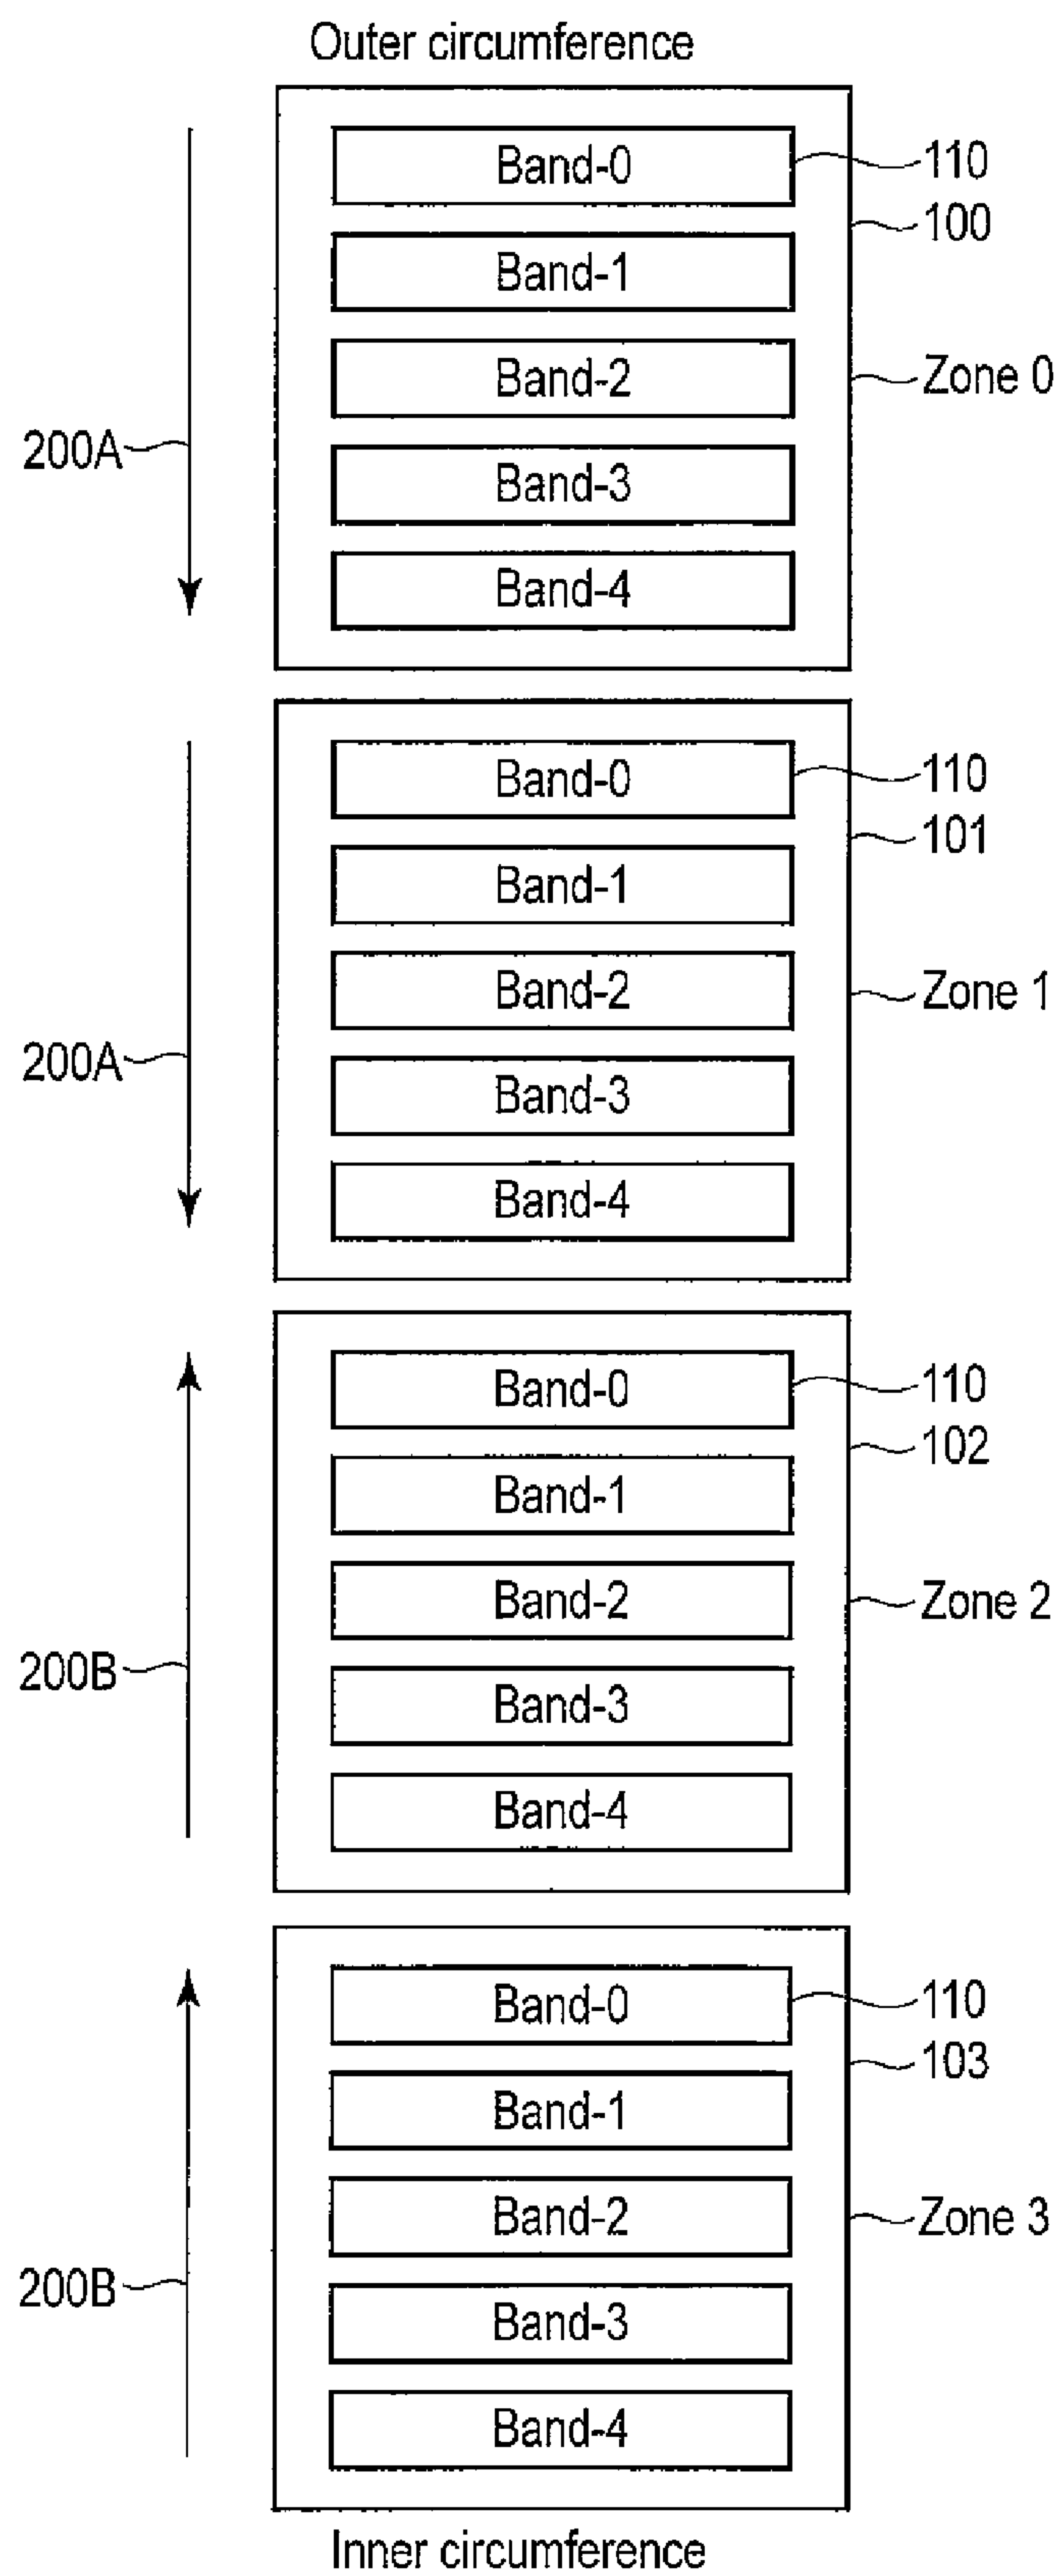 Outer circumference
Band-0
110
100
Band-1
Band-2
Zone 0
Band-3
200A
Band-4
Band-0
110
101
Band-1
Band-2
Zone 1
200A
Band-3
Band-4
Band-0
110
102
Band-1
Band-2
Zone 2
200B
Band-3
Band-4
Band-0
110
103
Band-1
Band-2
Zone 3
200B
Band-3
Band-4
Inner circumference